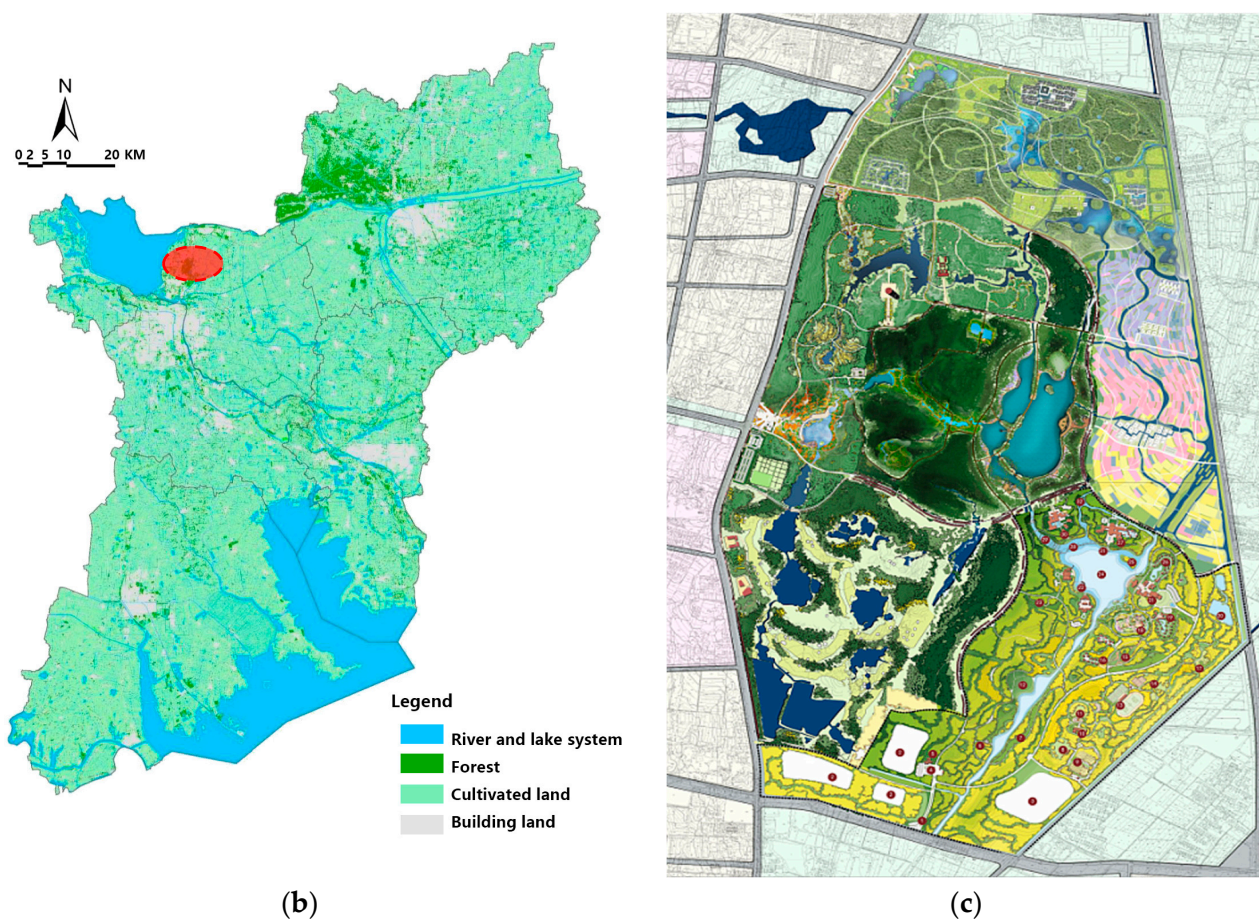 N
0 2 5 10 20 KM
Legend
River and lake system
Forest
Cultivated land
Building land
(b)
(c)